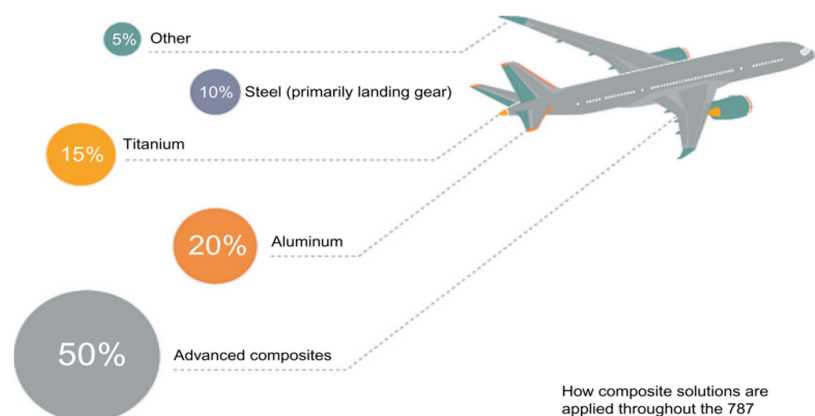 5%
Other
10%
Steel (primarily landing gear)
15%
Titanium
20%
Aluminum
50%
Advanced composites
How composite solutions are
applied throughout the 787